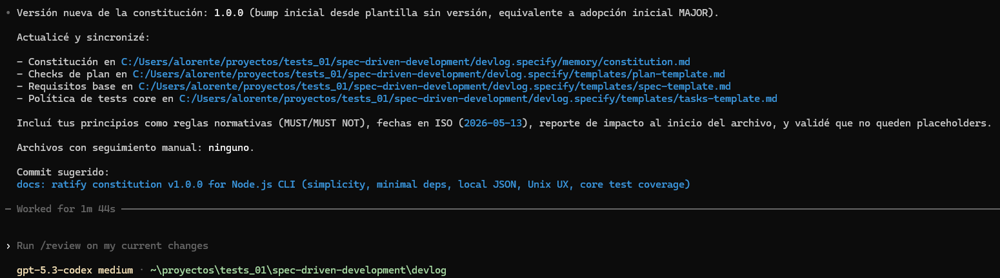 • Versión nueva de la constitución: 1.0.0 (bump inicial desde plantilla sin versión, equivalente a adopción inicial MAJOR).
Actualicé y sincronizé:
– Constitución en C:/Users/alorente/proyectos/tests_01/spec-driven-development/devlog.specify/memory/constitution.md
– Checks de plan en C:/Users/alorente/proyectos/tests_01/spec-driven-development/devlog.specify/templates/plan-template.md
– Requisitos base en C:/Users/alorente/proyectos/tests_01/spec-driven-development/devlog.specify/templates/spec-template.md
– Política de tests core en C:/Users/alorente/proyectos/tests_01/spec-driven-development/devlog.specify/templates/tasks-template.md
Incluí tus principios como reglas normativas (MUST/MUST NOT), fechas en ISO (2026-05-13), reporte de impacto al inicio del archivo, y validé que no queden placeholders.
Archivos con seguimiento manual: ninguno.
Commit sugerido:
docs: ratify constitution v1.0.0 for Node.js CLI (simplicity, minimal deps, local JSON, Unix UX, core test coverage)
─ Worked for 1m 44s ─
› Run /review on my current changes
gpt-5.3-codex medium · ~\proyectos\tests_01\spec-driven-development\devlog